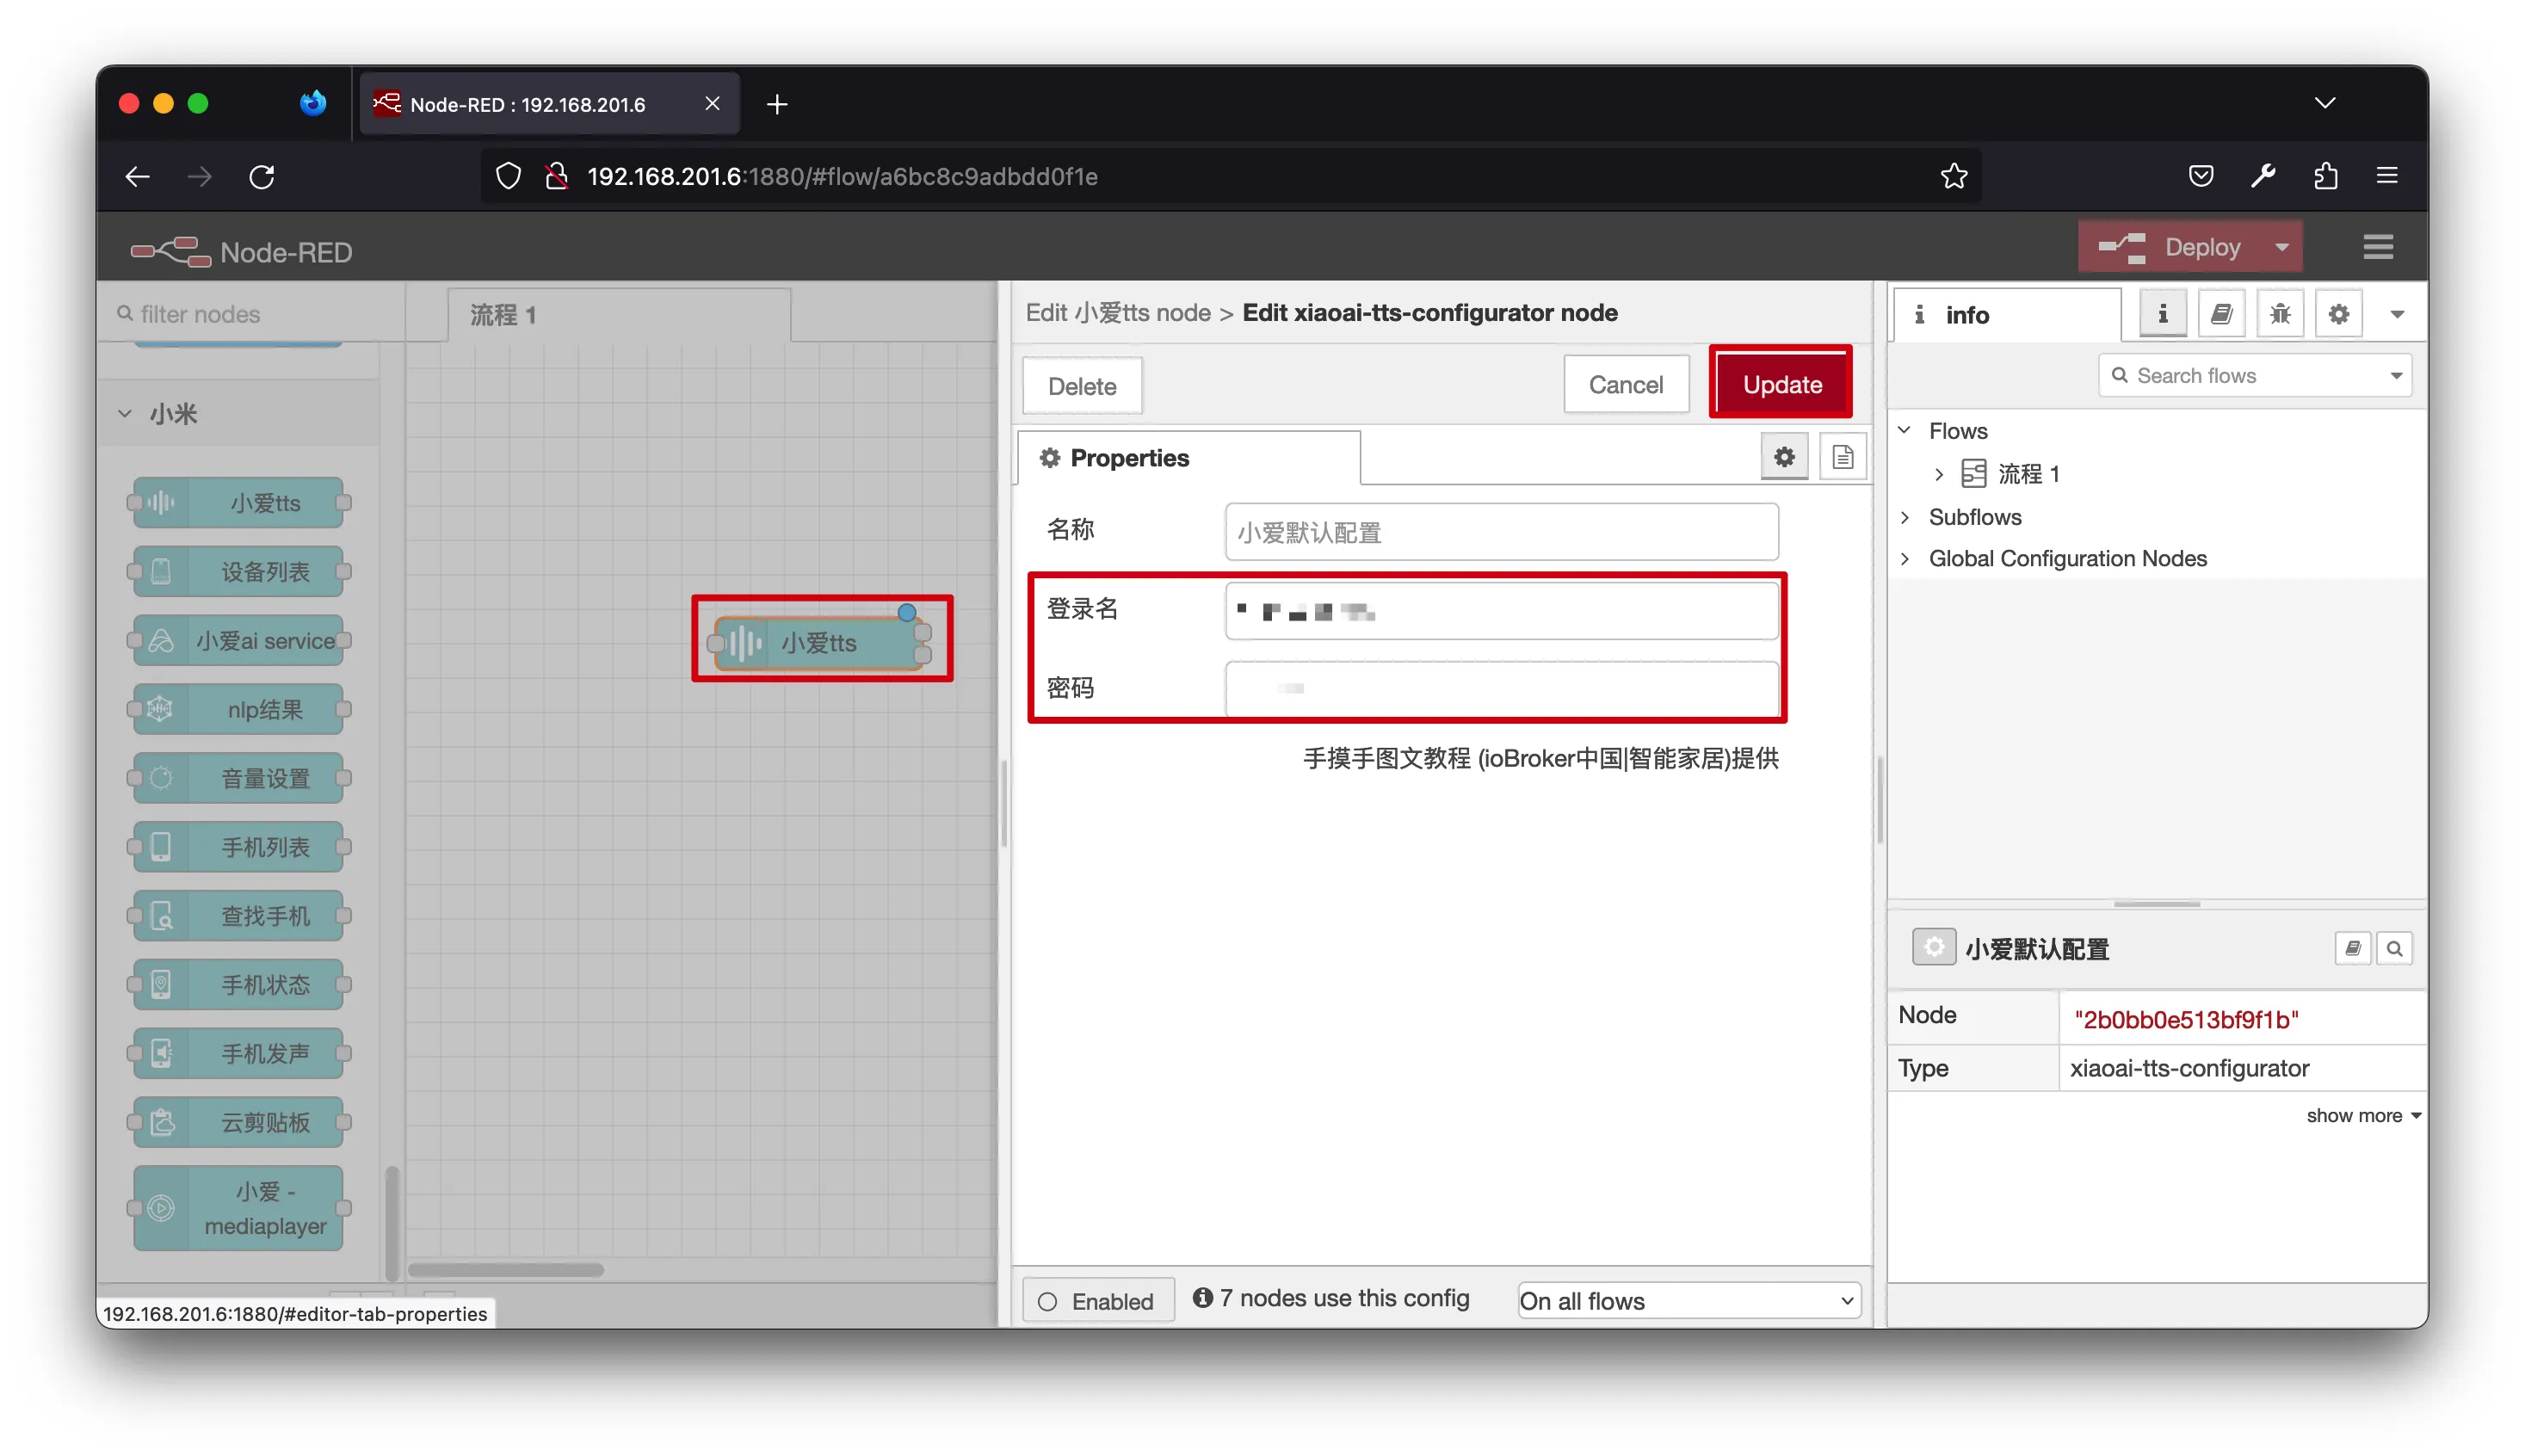 Node-RED : 192.168.201.6
192.168.201.6:1880/#flow/a6bc8c9adbdd0f1e
Node-RED
Deploy
filter nodes
小米
小爱tts
设备列表
小爱ai service
nlp结果
音量设置
手机列表
查找手机
手机状态
手机发声
云剪贴板
小爱 -
mediaplayer
192.168.201.6:1880/#editor-tab-properties
流程 1
小爱tts
Edit 小爱tts node > Edit xiaoai-tts-configurator node
Delete
Cancel
Update
Properties
名称
小爱默认配置
登录名
密码
手摸手图文教程 (ioBroker中国|智能家居)提供
Enabled
7 nodes use this config
On all flows
info
Search flows
Flows
流程 1
Subflows
Global Configuration Nodes
小爱默认配置
Node
"2b0bb0e513bf9f1b"
Type
xiaoai-tts-configurator
show more